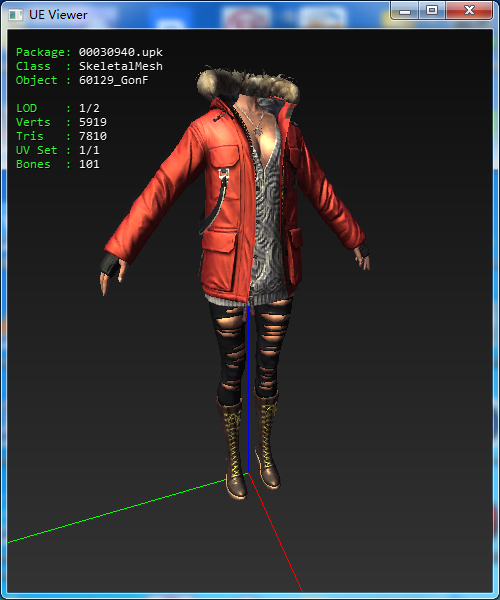 UE Viewer
Package: 00030940.upk
Class : SkeletalMesh
Object : 60129_GonF
LOD : 1/2
Verts : 5919
Tris : 7810
UV Set : 1/1
Bones : 101